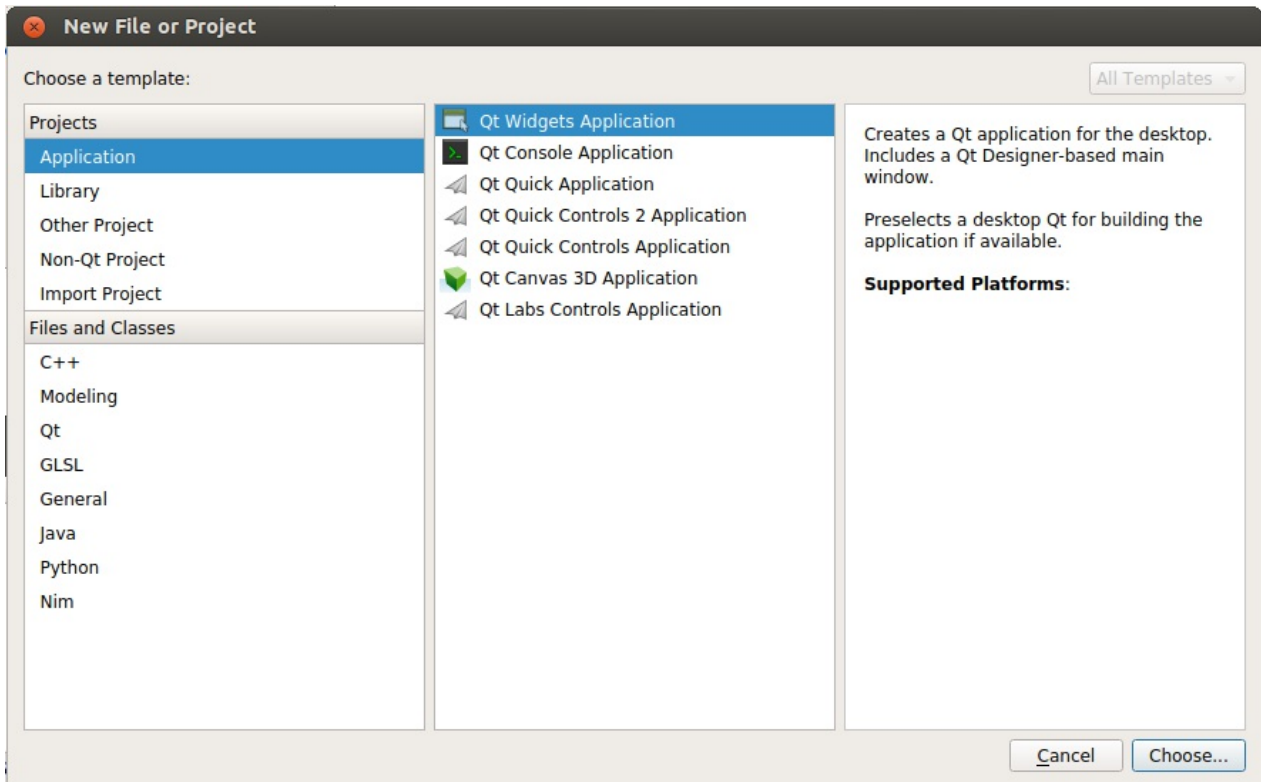 New File or Project
Choose a template:
All Templates
Projects
Application
Library
Other Project
Non-Qt Project
Import Project
Files and Classes
C++
Modeling
Qt
GLSL
General
Java
Python
Nim
Qt Widgets Application
>_
Qt Console Application
Qt Quick Application
Qt Quick Controls 2 Application
Qt Quick Controls Application
Qt Canvas 3D Application
Qt Labs Controls Application
Creates a Qt application for the desktop.
Includes a Qt Designer-based main
window.
Preselects a desktop Qt for building the
application if available.
Supported Platforms:
Cancel
Choose...